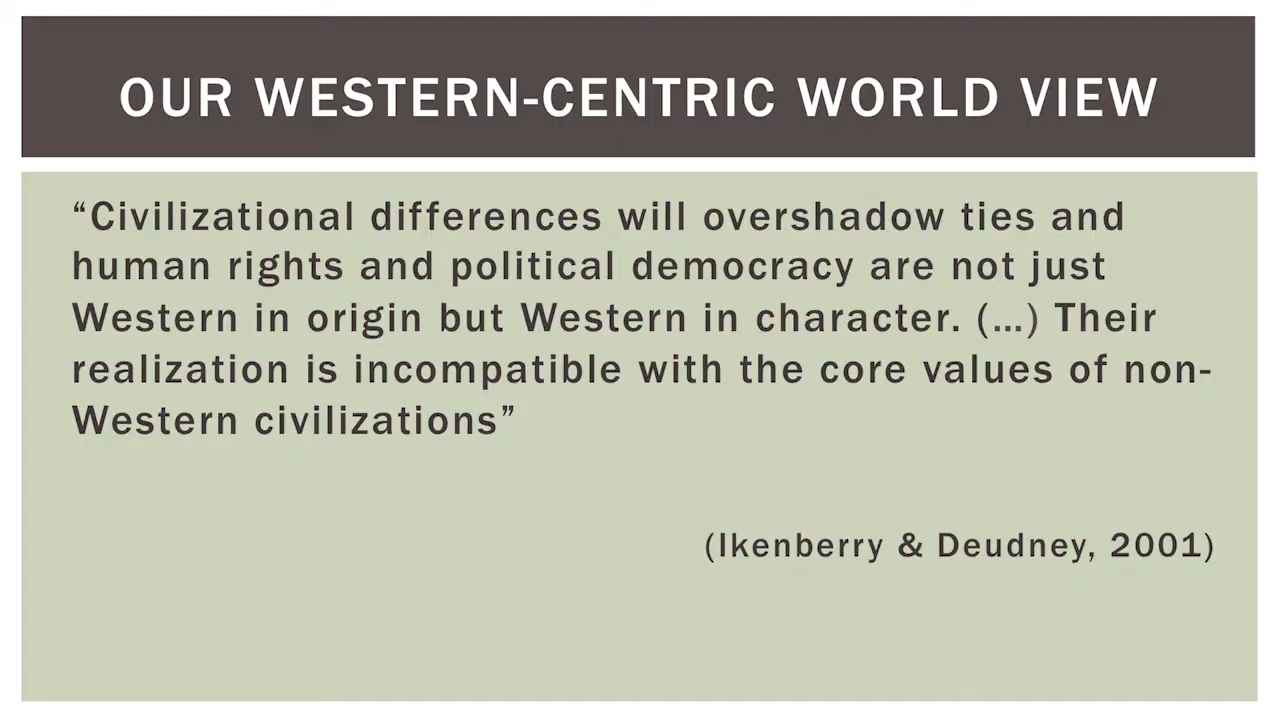 OUR WESTERN-CENTRIC WORLD VIEW
“Civilizational differences will overshadow ties and
human rights and political democracy are not just
Western in origin but Western in character. (…) Their
realization is incompatible with the core values of non-
Western civilizations”
(Ikenberry & Deudney, 2001)